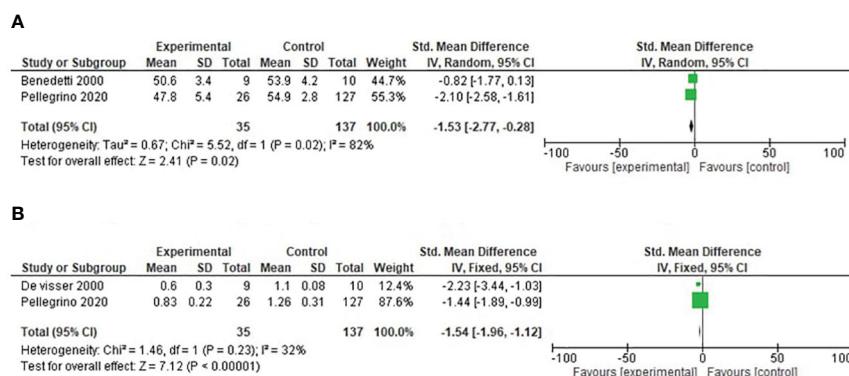 A
Experimental Control Std. Mean Difference Std. Mean Difference
Study or Subgroup Mean SD Total Mean SD Total Weight IV, Random, 95% CI IV, Random, 95% CI
Benedetti 2000 50.6 3.4 9 53.9 4.2 10 44.7% -0.82 [-1.77, 0.13]
Pellegrino 2020 47.8 5.4 26 54.9 2.8 127 55.3% -2.10 [-2.58, -1.61]
Total (95% CI) 35 137 100.0% -1.53 [-2.77, -0.28]
Heterogeneity: Tau² = 0.67; Chi² = 5.52, df = 1 (P = 0.02); I² = 82%
Test for overall effect: Z = 2.41 (P = 0.02)
-100 -50 0 50 100
Favours [experimental] Favours [control]
B
Experimental Control Std. Mean Difference Std. Mean Difference
Study or Subgroup Mean SD Total Mean SD Total Weight IV, Fixed, 95% CI IV, Fixed, 95% CI
De visser 2000 0.6 0.3 9 1.1 0.08 10 12.4% -2.23 [-3.44, -1.03]
Pellegrino 2020 0.83 0.22 26 1.26 0.31 127 87.6% -1.44 [-1.89, -0.99]
Total (95% CI) 35 137 100.0% -1.54 [-1.96, -1.12]
Heterogeneity: Chi² = 1.46, df = 1 (P = 0.23); I² = 32%
Test for overall effect: Z = 7.12 (P < 0.00001)
-100 -50 0 50 100
Favours [experimental] Favours [control]